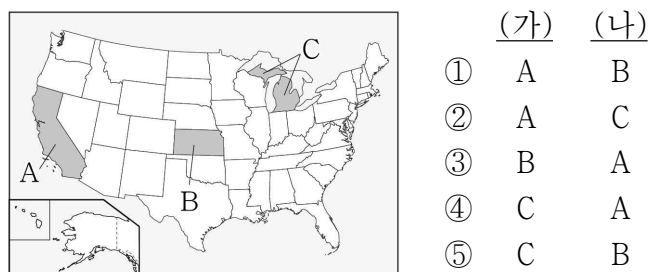 C
A
B
(가) (나)
① A B
② A C
③ B A
④ C A
⑤ C B